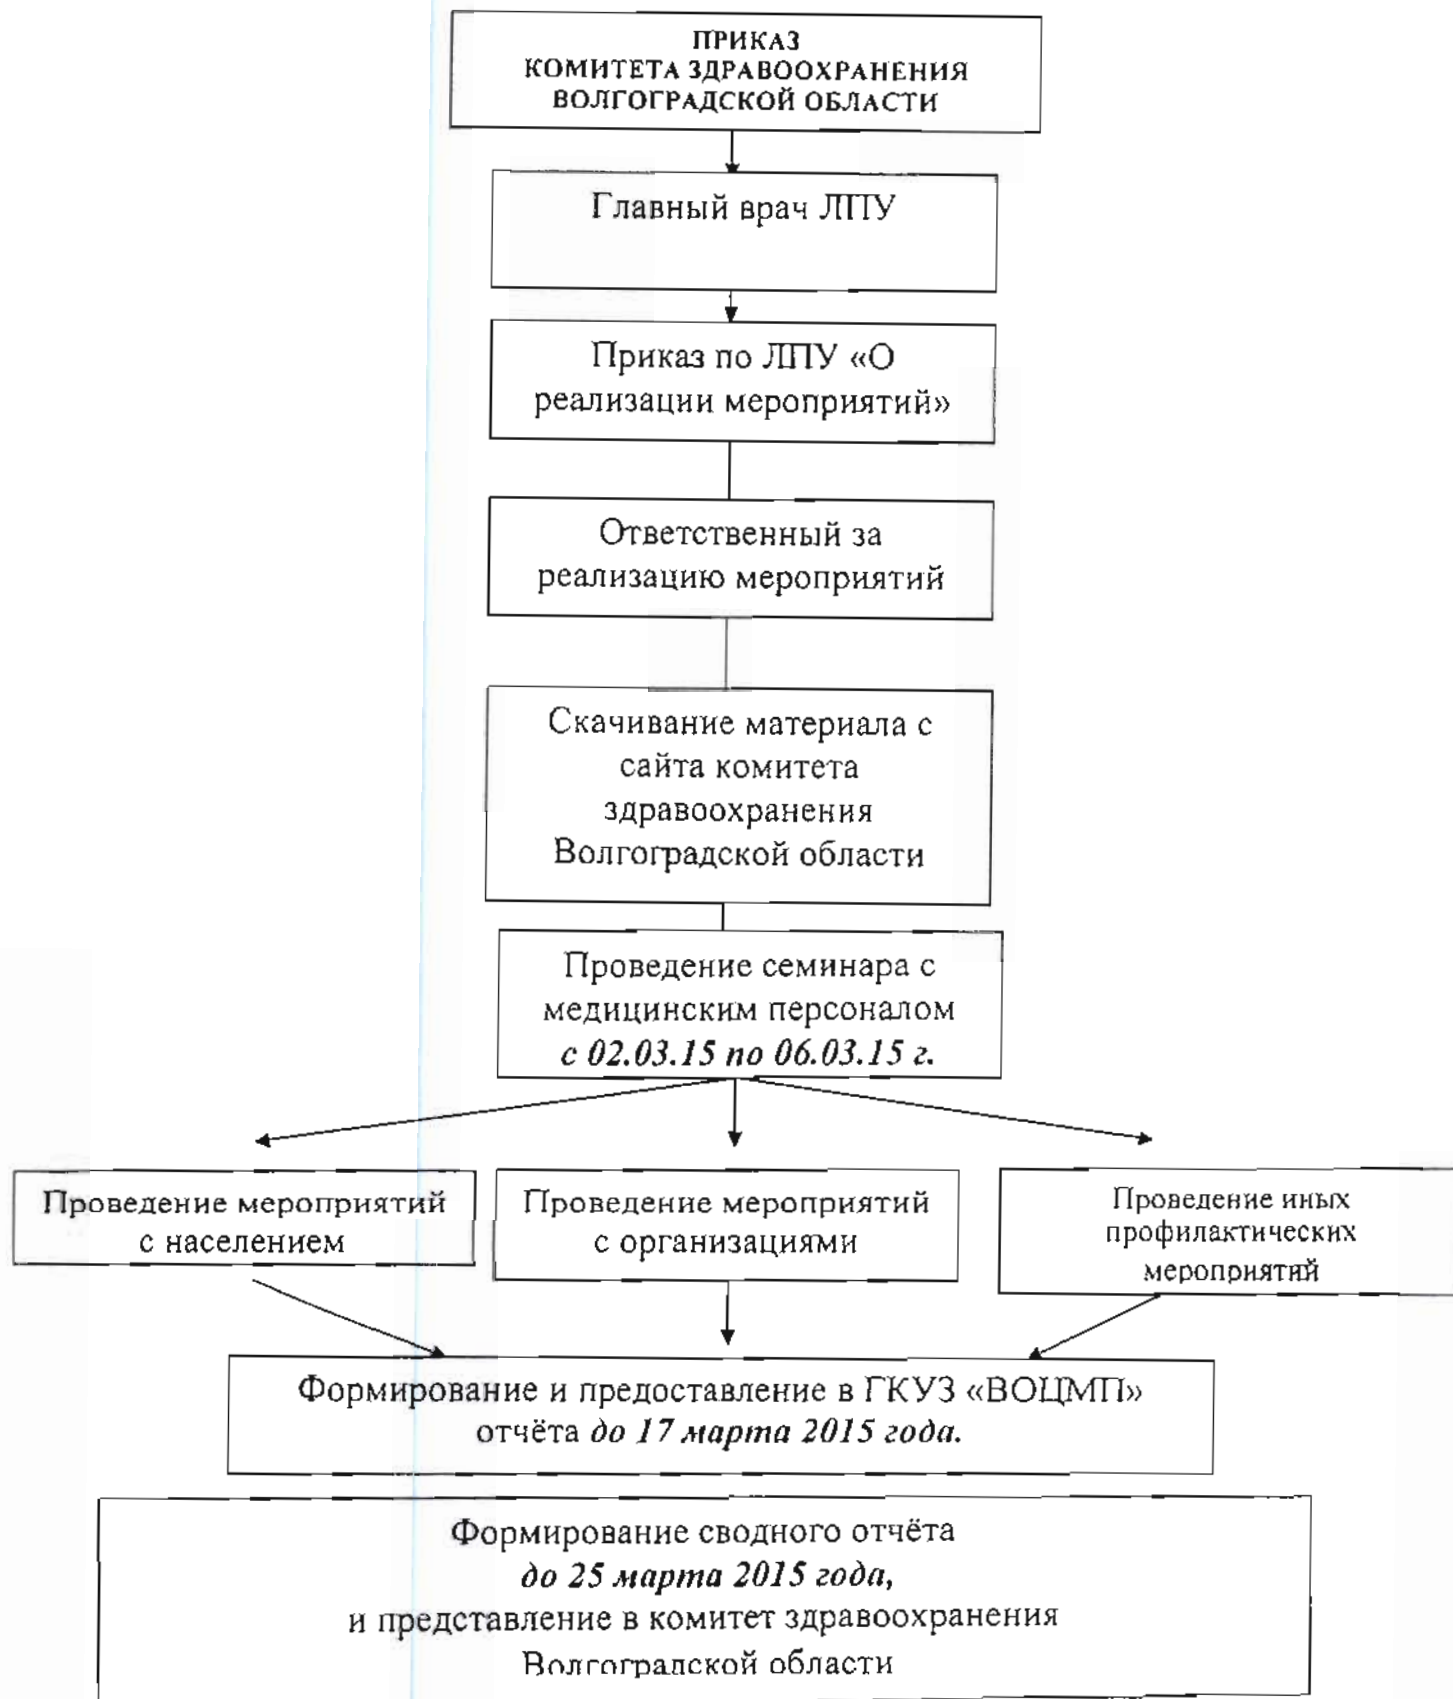 ПРИКАЗ
КОМИТЕТА ЗДРАВООХРАНЕНИЯ
ВОЛГОГРАДСКОЙ ОБЛАСТИ
Главный врач ЛПУ
Приказ по ЛПУ «О
реализации мероприятий»
Ответственный за
реализацию мероприятий
Скачивание материала с
сайта комитета
здравоохранения
Волгоградской области
Проведение семинара с
медицинским персоналом
с 02.03.15 по 06.03.15 г.
Проведение мероприятий
с населением
Проведение мероприятий
с организациями
Проведение иных
профилактических
мероприятий
Формирование и предоставление в ГКУЗ «ВОЦМП»
отчёта до 17 марта 2015 года.
Формирование сводного отчёта
до 25 марта 2015 года,
и представление в комитет здравоохранения
Волгоградской области